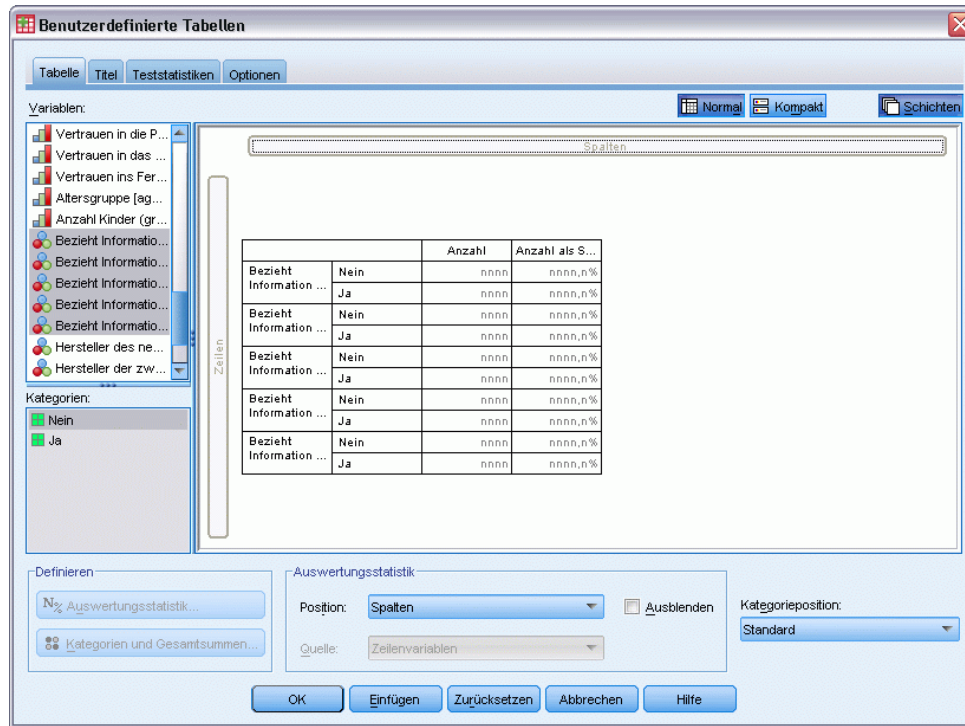 Benutzerdefinierte Tabellen
Tabelle Titel Teststatistiken Optionen
Variablen:
Normal Kompakt Schichten
Vertrauen in die P...
Vertrauen in das ...
Vertrauen ins Fer...
Altersgruppe [ag...
Anzahl Kinder (gr...
Bezieht Informatio...
Bezieht Informatio...
Bezieht Informatio...
Bezieht Informatio...
Bezieht Informatio...
Hersteller des ne...
Hersteller der zw...
Kategorien:
Nein
Ja
Spalten
Zeilen
Anzahl Anzahl als S...
Bezieht Information ... Nein nnnn nnnn,n%
Ja nnnn nnnn,n%
Bezieht Information ... Nein nnnn nnnn,n%
Ja nnnn nnnn,n%
Bezieht Information ... Nein nnnn nnnn,n%
Ja nnnn nnnn,n%
Bezieht Information ... Nein nnnn nnnn,n%
Ja nnnn nnnn,n%
Bezieht Information ... Nein nnnn nnnn,n%
Ja nnnn nnnn,n%
Definieren
N% Auswertungsstatistik...
Kategorien und Gesamtsummen...
Auswertungsstatistik
Position: Spalten Ausblenden
Quelle: Zeilenvariablen
Kategorieposition:
Standard
OK Einfügen Zurücksetzen Abbrechen Hilfe